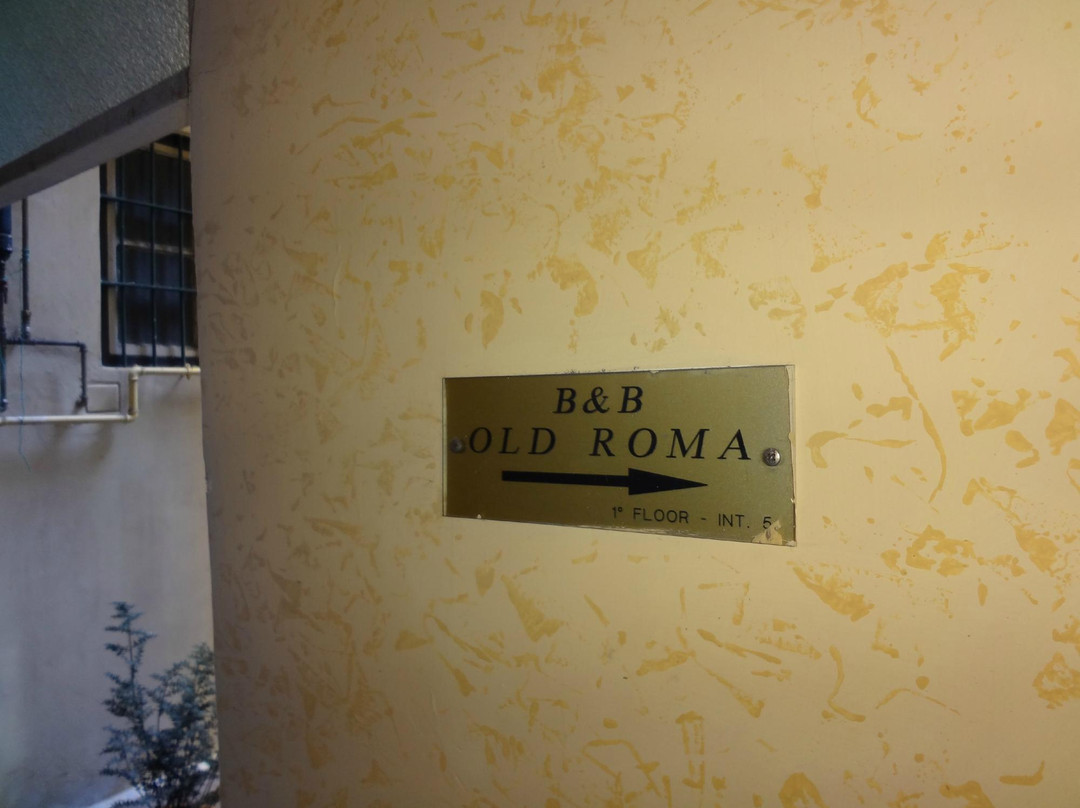 B&B
OLD ROMA
1° FLOOR - INT. 5